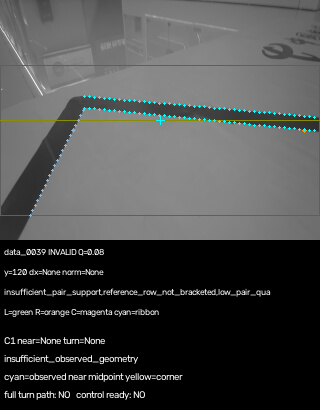 data_0039 INVALID Q=0.08
y=120 dx=None norm=None
insufficient_pair_support,reference_row_not_bracketed,low_pair_qua
L=green R=orange C=magenta cyan=ribbon
C1 near=None turn=None
insufficient_observed_geometry
cyan=observed near midpoint yellow=corner
full turn path: NO control ready: NO